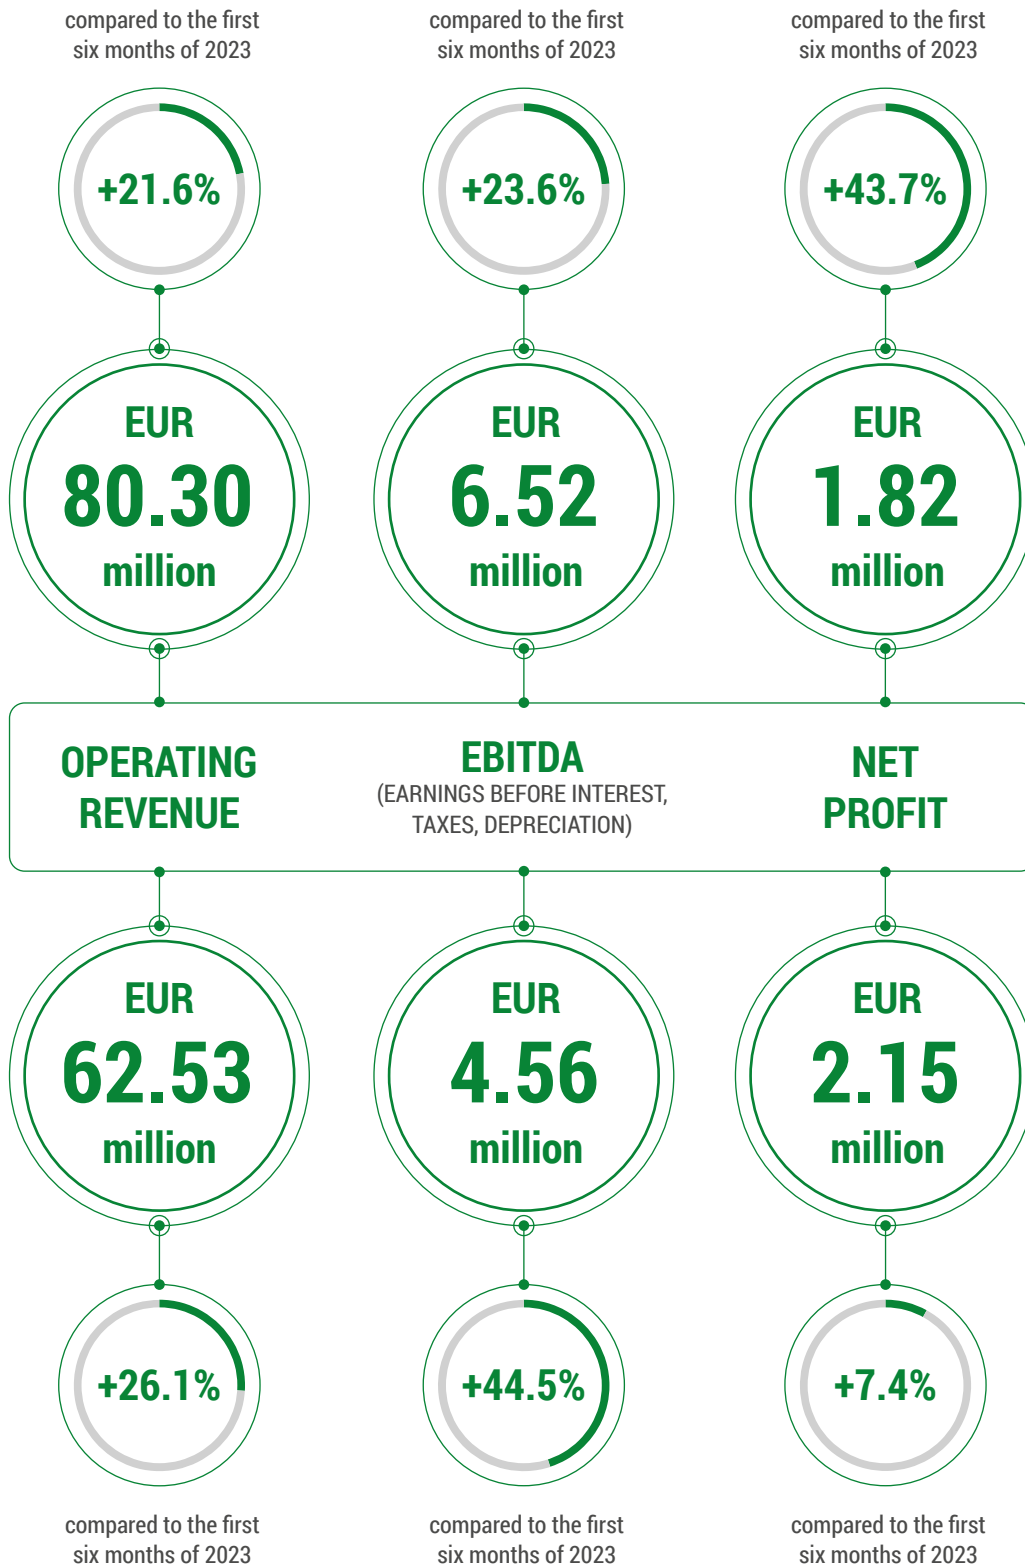 compared to the first
six months of 2023
compared to the first
six months of 2023
compared to the first
six months of 2023
+21.6%
+23.6%
+43.7%
EUR
80.30
million
EUR
6.52
million
EUR
1.82
million
OPERATING
REVENUE
EBITDA
(EARNINGS BEFORE INTEREST,
TAXES, DEPRECIATION)
NET
PROFIT
EUR
62.53
million
EUR
4.56
million
EUR
2.15
million
+26.1%
+44.5%
+7.4%
compared to the first
six months of 2023
compared to the first
six months of 2023
compared to the first
six months of 2023